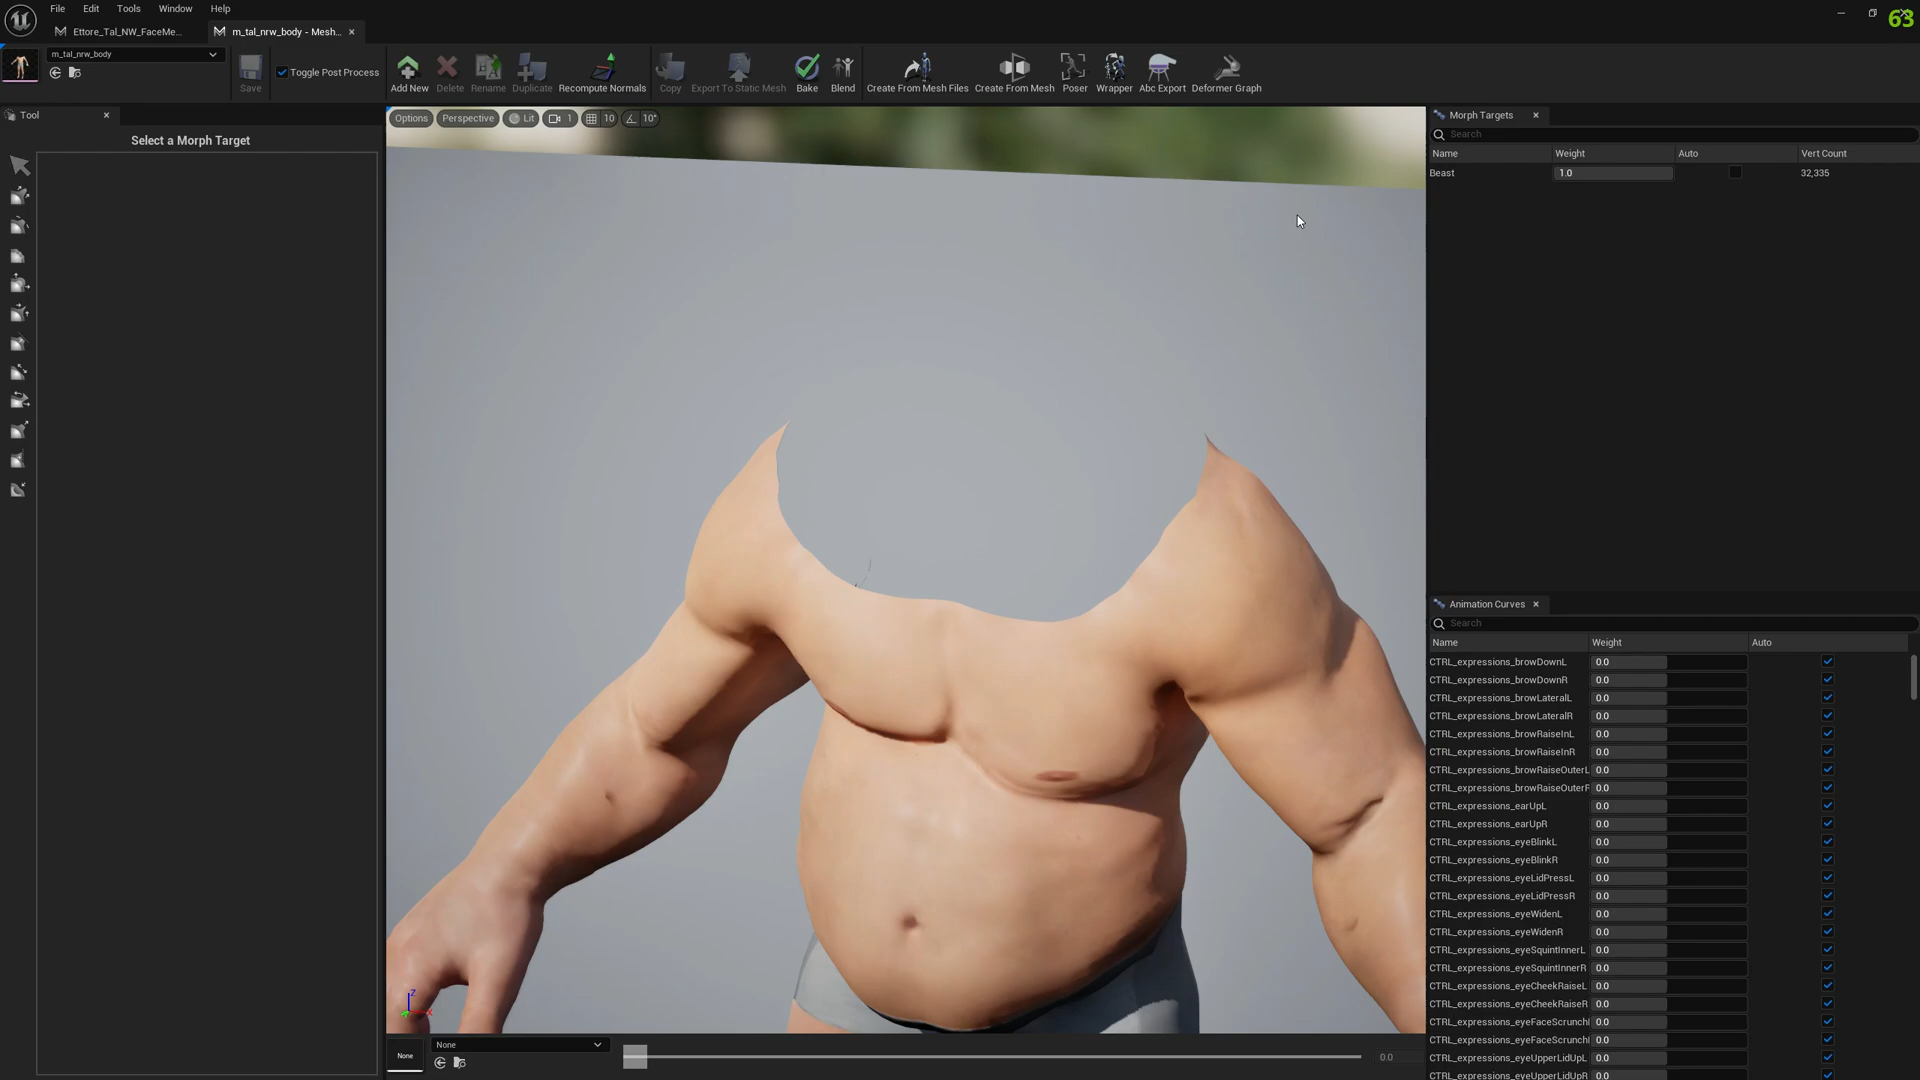 File Edit Tools Window Help
63
Ettore_Tal_NW_FaceMe...
m_tal_nrw_body - Mesh...
m_tal_nrw_body
Toggle Post Process
Save
Add New
Delete
Rename
Duplicate
Recompute Normals
Copy
Export To Static Mesh
Bake
Blend
Create From Mesh Files
Create From Mesh
Poser
Wrapper
Abc Export
Deformer Graph
Tool
Select a Morph Target
Options
Perspective
Lit
1
10
10°
Morph Targets
Search
Name Weight Auto Vert Count
Beast 1.0 32,335
Animation Curves
Search
Name Weight Auto
CTRL_expressions_browDownL 0.0
CTRL_expressions_browDownR 0.0
CTRL_expressions_browLateralL 0.0
CTRL_expressions_browLateralR 0.0
CTRL_expressions_browRaiseInL 0.0
CTRL_expressions_browRaiseInR 0.0
CTRL_expressions_browRaiseOuterL 0.0
CTRL_expressions_browRaiseOuterR 0.0
CTRL_expressions_earUpL 0.0
CTRL_expressions_earUpR 0.0
CTRL_expressions_eyeBlinkL 0.0
CTRL_expressions_eyeBlinkR 0.0
CTRL_expressions_eyeLidPressL 0.0
CTRL_expressions_eyeLidPressR 0.0
CTRL_expressions_eyeWidenL 0.0
CTRL_expressions_eyeWidenR 0.0
CTRL_expressions_eyeSquintInnerL 0.0
CTRL_expressions_eyeSquintInnerR 0.0
CTRL_expressions_eyeCheekRaiseL 0.0
CTRL_expressions_eyeCheekRaiseR 0.0
CTRL_expressions_eyeFaceScrunch 0.0
CTRL_expressions_eyeFaceScrunch 0.0
CTRL_expressions_eyeUpperLidUpL 0.0
CTRL_expressions_eyeUpperLidUpR 0.0
Z
X
None
None
0.0